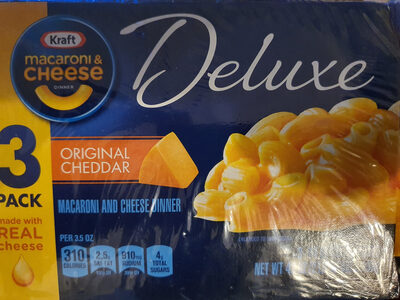 Kraft
macaroni &
CHEESE
DINNER
Deluxe
3
PACK
made with
REAL
cheese
ORIGINAL
CHEDDAR
MACARONI AND CHEESE DINNER
PER 3.5 OZ
310
CALORIES
2.5g
SAT FAT
910mg
SODIUM
4g
TOTAL
SUGARS
NET WT